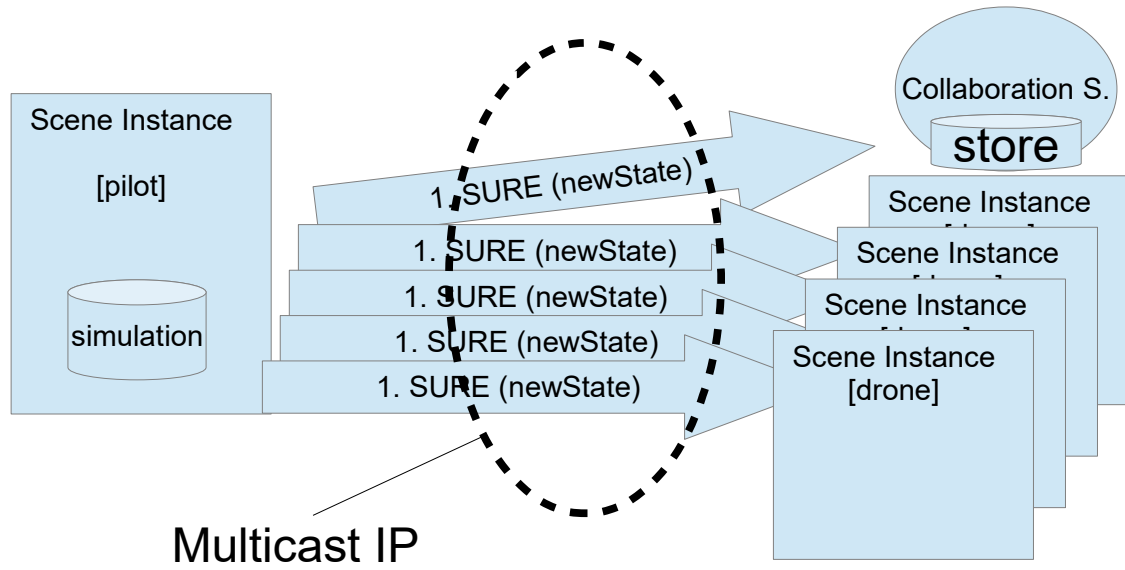 Scene Instance
[pilot]
simulation
1. SURE (newState)
1. SURE (newState)
1. SURE (newState)
1. SURE (newState)
1. SURE (newState)
Multicast IP
Collaboration S.
store
Scene Instance
Scene Instance
Scene Instance
Scene Instance
[drone]